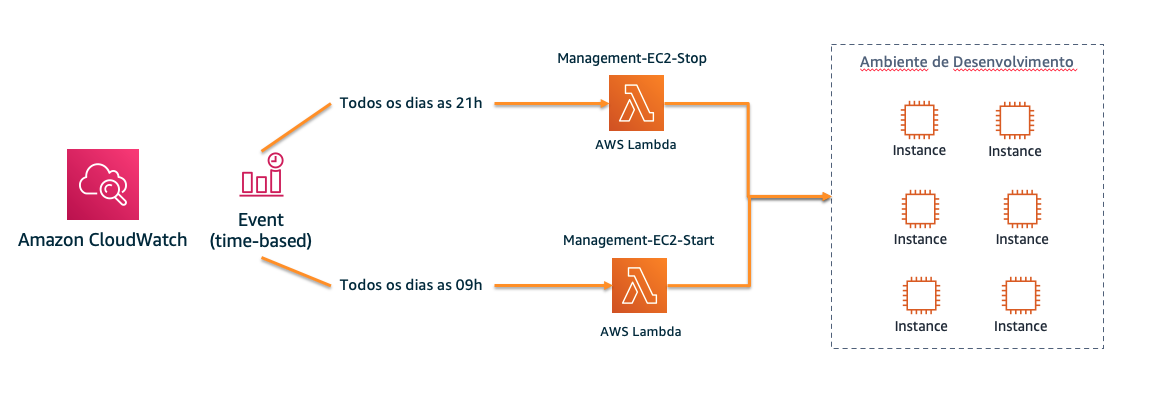 Amazon CloudWatch
Event
(time-based)
Todos os dias as 21h
Management-EC2-Stop
AWS Lambda
Todos os dias as 09h
Management-EC2-Start
AWS Lambda
Ambiente de Desenvolvimento
Instance
Instance
Instance
Instance
Instance
Instance